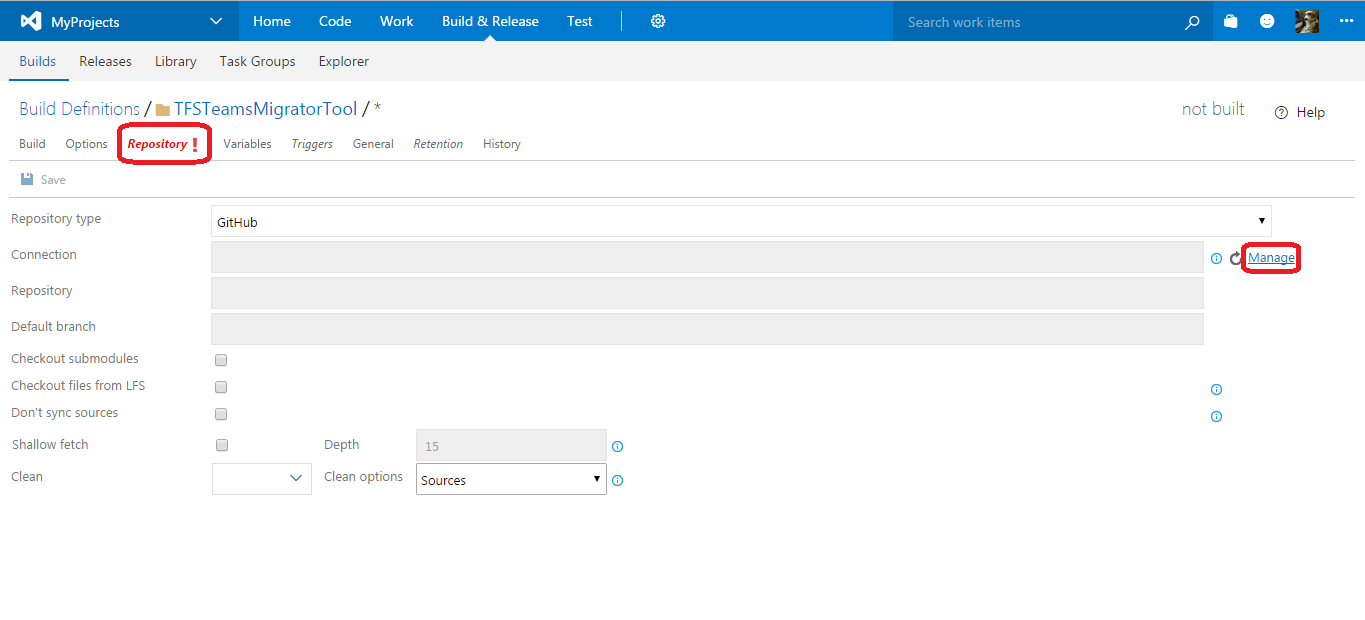 MyProjects Home Code Work Build & Release Test Search work items
Builds Releases Library Task Groups Explorer
Build Definitions / TFSTeamsMigratorTool / * not built Help
Build Options Repository ! Variables Triggers General Retention History
Save
Repository type GitHub
Connection Manage
Repository
Default branch
Checkout submodules
Checkout files from LFS
Don't sync sources
Shallow fetch Depth 15
Clean Clean options Sources